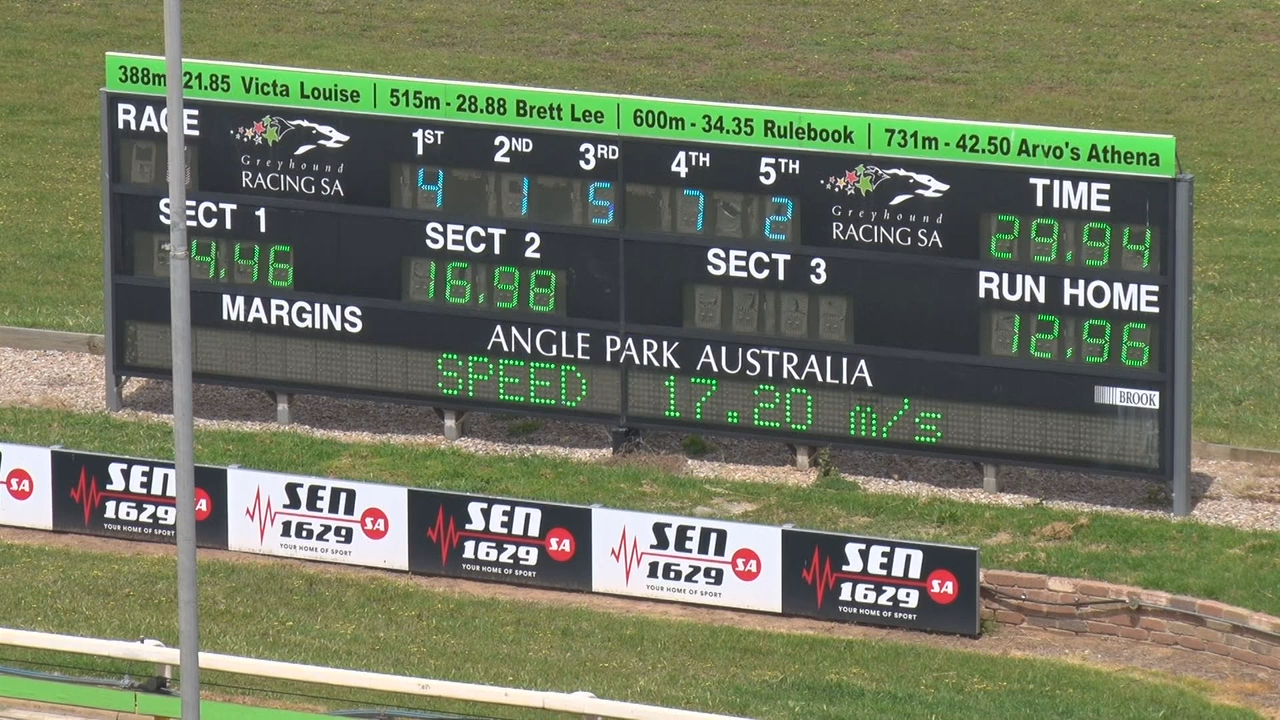 388m 21.85 Victa Louise | 515m - 28.88 Brett Lee | 600m - 34.35 Rulebook | 731m - 42.50 Arvo's Athena
RACE
Greyhound
RACING SA
1ST 2ND 3RD 4TH 5TH
4 1 5 7 2
Greyhound
RACING SA
TIME
29.94
SECT 1
4.46
SECT 2
16.98
SECT 3
RUN HOME
12.96
MARGINS
ANGLE PARK AUSTRALIA
SPEED 17.20 m/s
BROOK
SA
SEN
1629 SA
YOUR HOME OF SPORT
SEN
1629 SA
YOUR HOME OF SPORT
SEN
1629 SA
YOUR HOME OF SPORT
SEN
1629 SA
YOUR HOME OF SPORT
SEN
1629 SA
YOUR HOME OF SPORT